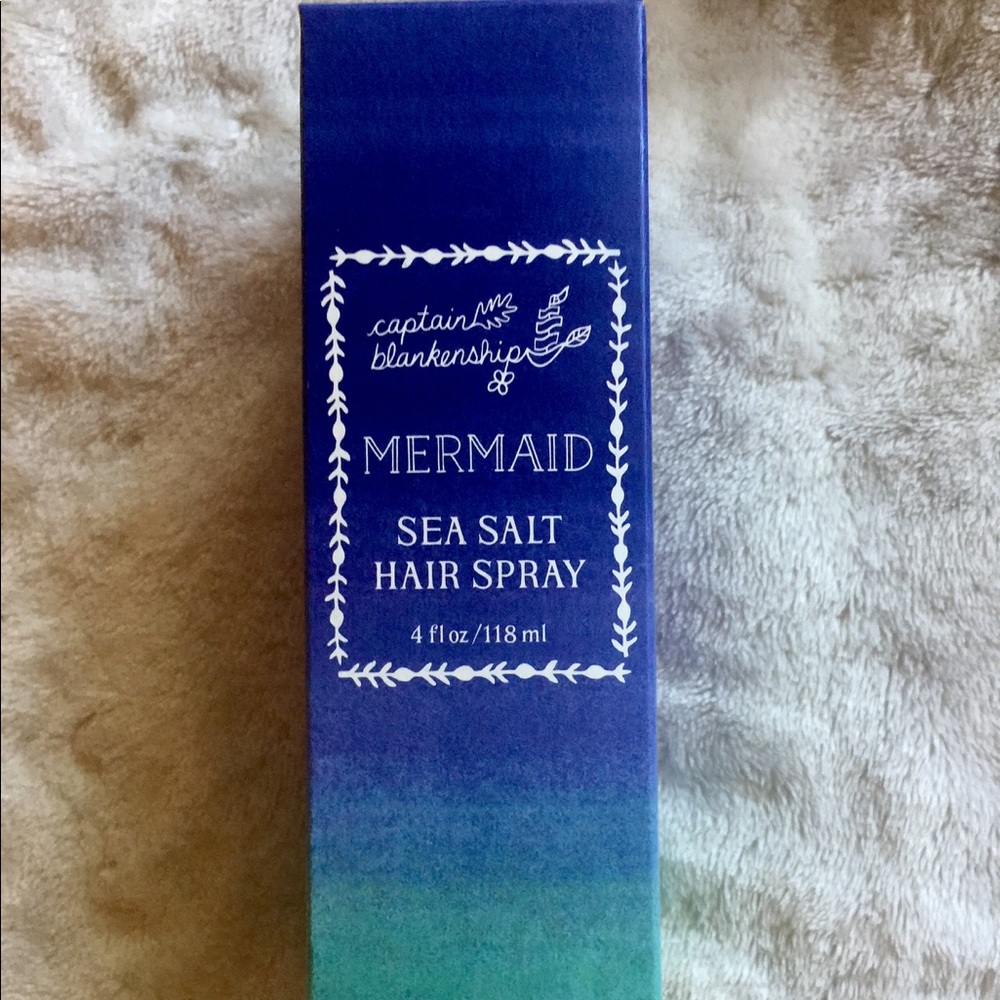 captain
blankenship
MERMAID
SEA SALT
HAIR SPRAY
4 fl oz/118 ml